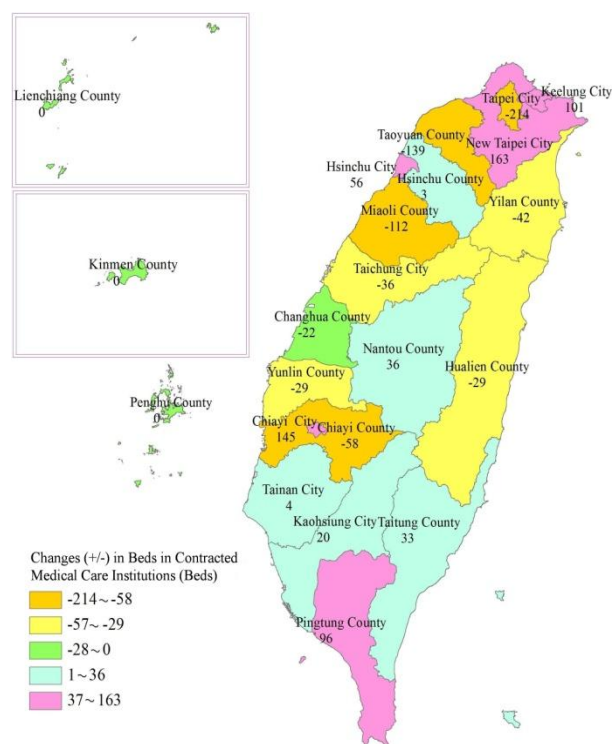 Lienchiang County
0
Kinmen County
0
Penghu County
0
Taipei City
-214
Keelung City
101
New Taipei City
163
Taoyuan County
-139
Hsinchu City
56
Hsinchu County
3
Yilan County
-42
Miaoli County
-112
Taichung City
-36
Changhua County
-22
Nantou County
36
Hualien County
-29
Yunlin County
-29
Chiayi City
145
Chiayi County
-58
Tainan City
4
Kaohsiung City
20
Taitung County
33
Pingtung County
96
Changes (+/-) in Beds in Contracted
Medical Care Institutions (Beds)
-214～-58
-57～-29
-28～0
1～36
37～163